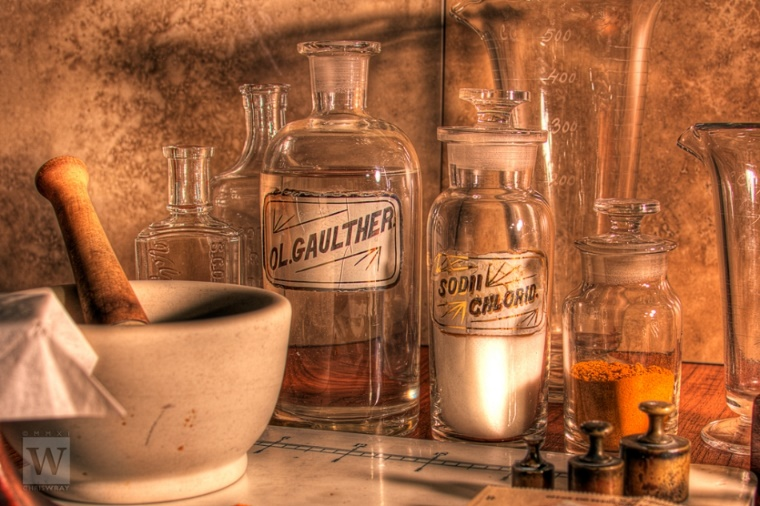 500
400
300
OL. GAULTHER.
SODII
CHLORID.
W